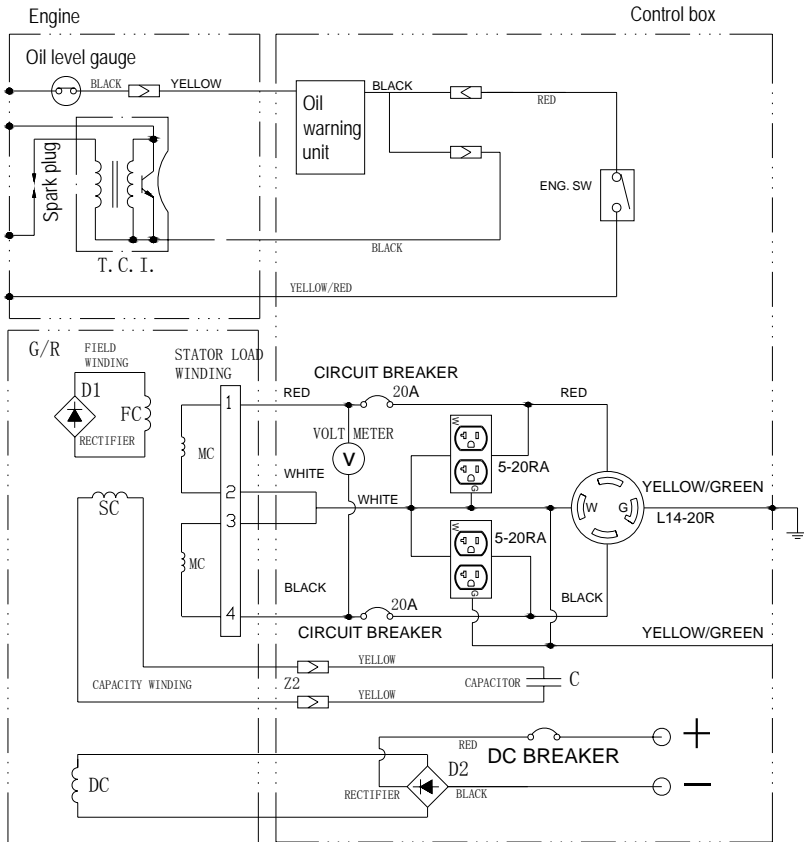 Engine
Control box
Oil level gauge
BLACK
YELLOW
Oil
warning
unit
BLACK
RED
Spark plug
ENG. SW
BLACK
T. C. I.
YELLOW/RED
G/R
FIELD
WINDING
STATOR LOAD
WINDING
D1
FC
RECTIFIER
MC
1
2
3
4
MC
RED
CIRCUIT BREAKER
20A
RED
VOLT METER
V
WHITE
WHITE
W
G
5-20RA
W
G
5-20RA
W
G
YELLOW/GREEN
L14-20R
SC
BLACK
20A
CIRCUIT BREAKER
BLACK
YELLOW/GREEN
YELLOW
CAPACITY WINDING
Z2
CAPACITOR
C
YELLOW
RED
DC BREAKER
+
DC
D2
RECTIFIER
BLACK
−